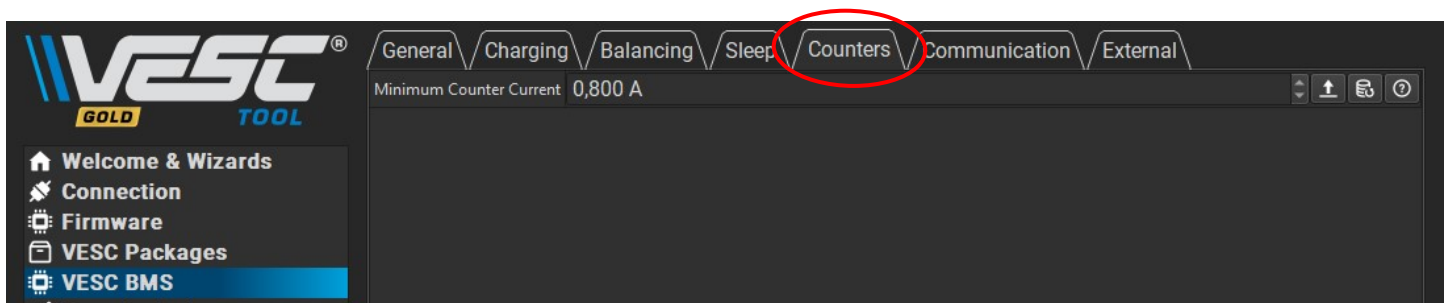 VESC®
GOLD TOOL
General Charging Balancing Sleep Counters Communication External
Minimum Counter Current 0,800 A
Welcome & Wizards
Connection
Firmware
VESC Packages
VESC BMS